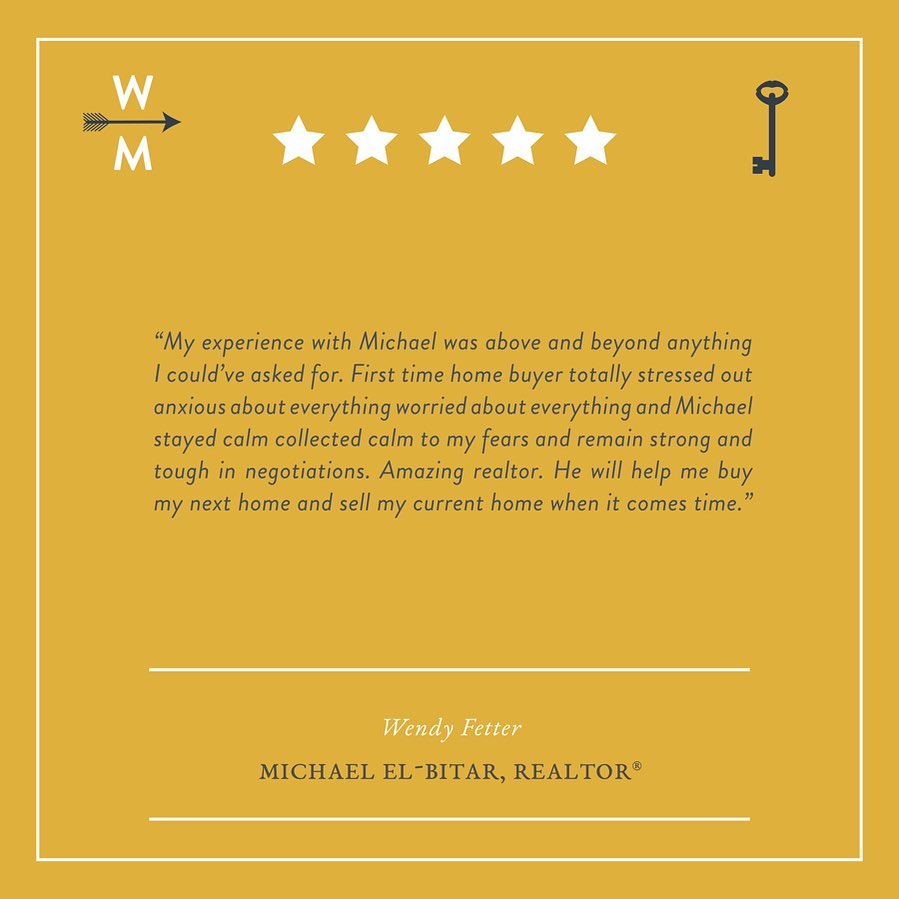 W
M
“My experience with Michael was above and beyond anything
I could’ve asked for. First time home buyer totally stressed out
anxious about everything worried about everything and Michael
stayed calm collected calm to my fears and remain strong and
tough in negotiations. Amazing realtor. He will help me buy
my next home and sell my current home when it comes time.”
Wendy Fetter
MICHAEL EL-BITAR, REALTOR®